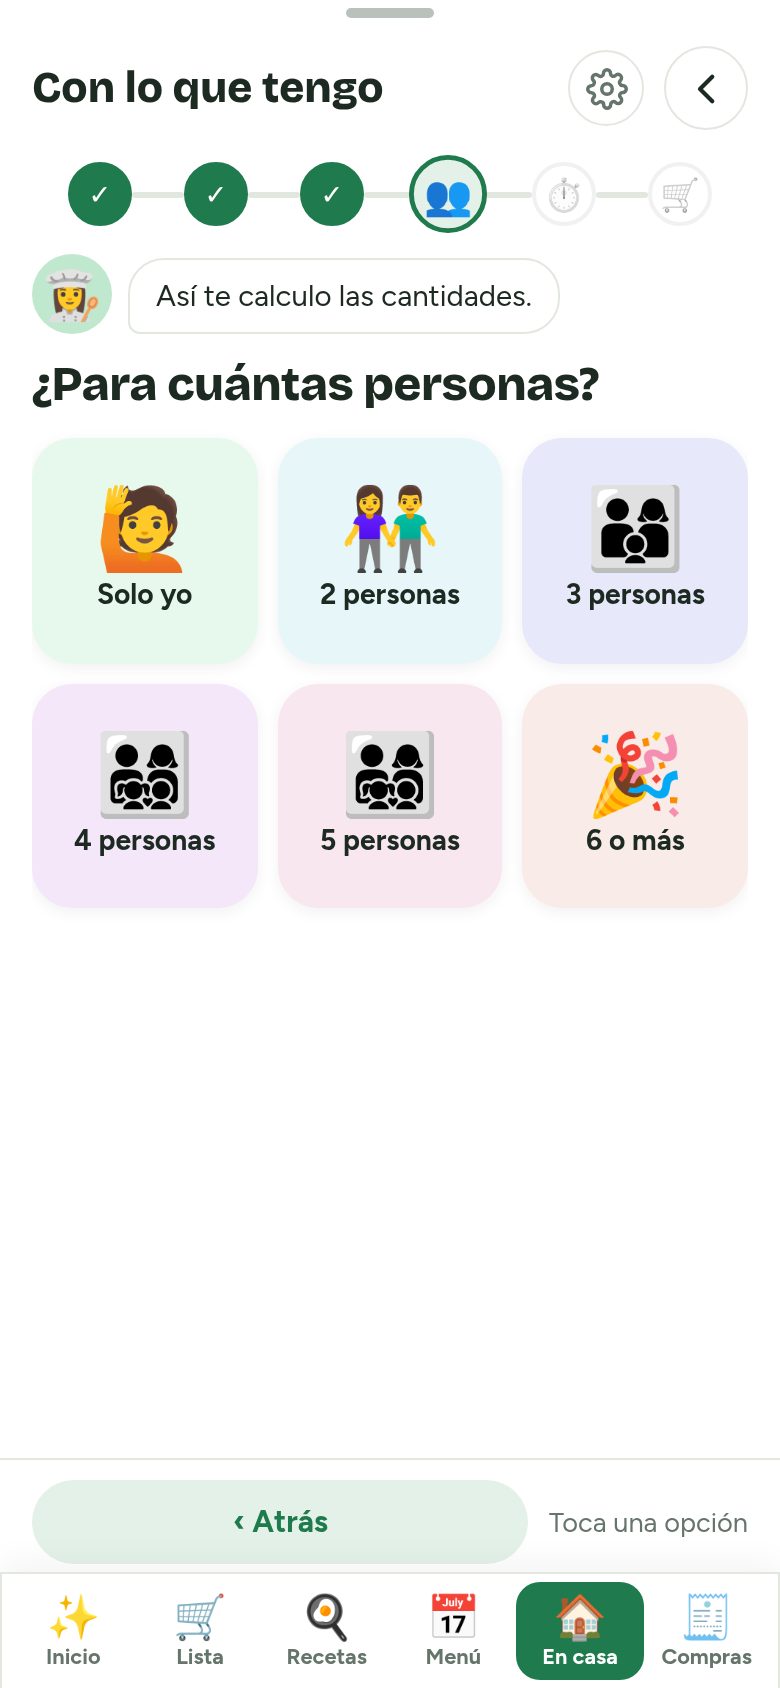 Con lo que tengo
✓ ✓ ✓
Así te calculo las cantidades.
¿Para cuántas personas?
Solo yo
2 personas
3 personas
4 personas
5 personas
6 o más
‹ Atrás
Toca una opción
July
17
Inicio
Lista
Recetas
Menú
En casa
Compras